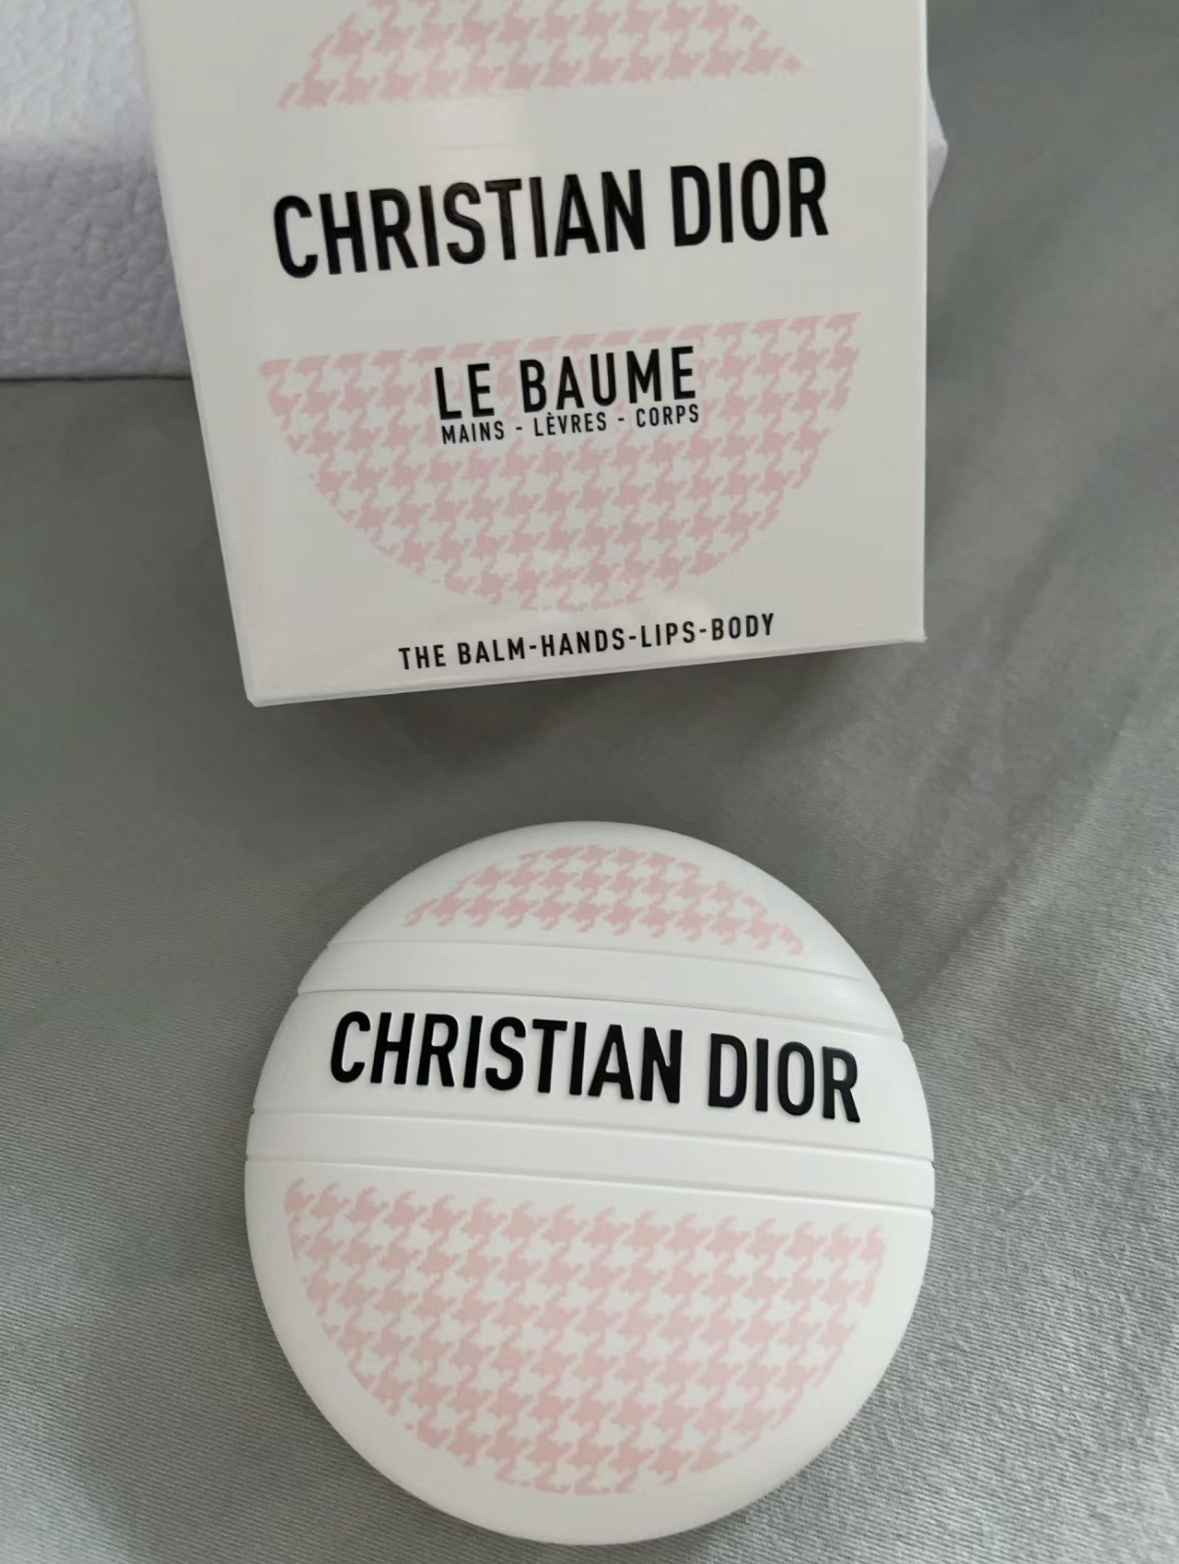 CHRISTIAN DIOR
LE BAUME
MAINS - LÈVRES - CORPS
THE BALM-HANDS-LIPS-BODY
CHRISTIAN DIOR